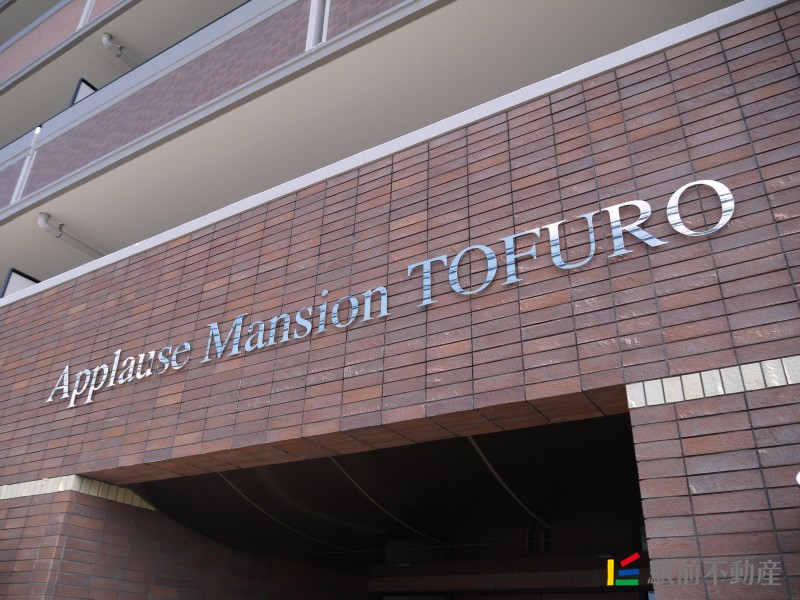 Applause Mansion TOFURO
駅前不動産